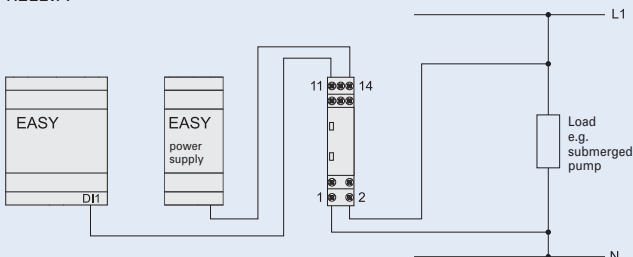 L1
11 14
EASY
EASY
power
supply
Load
e.g.
submerged
pump
DI1
1 2
N